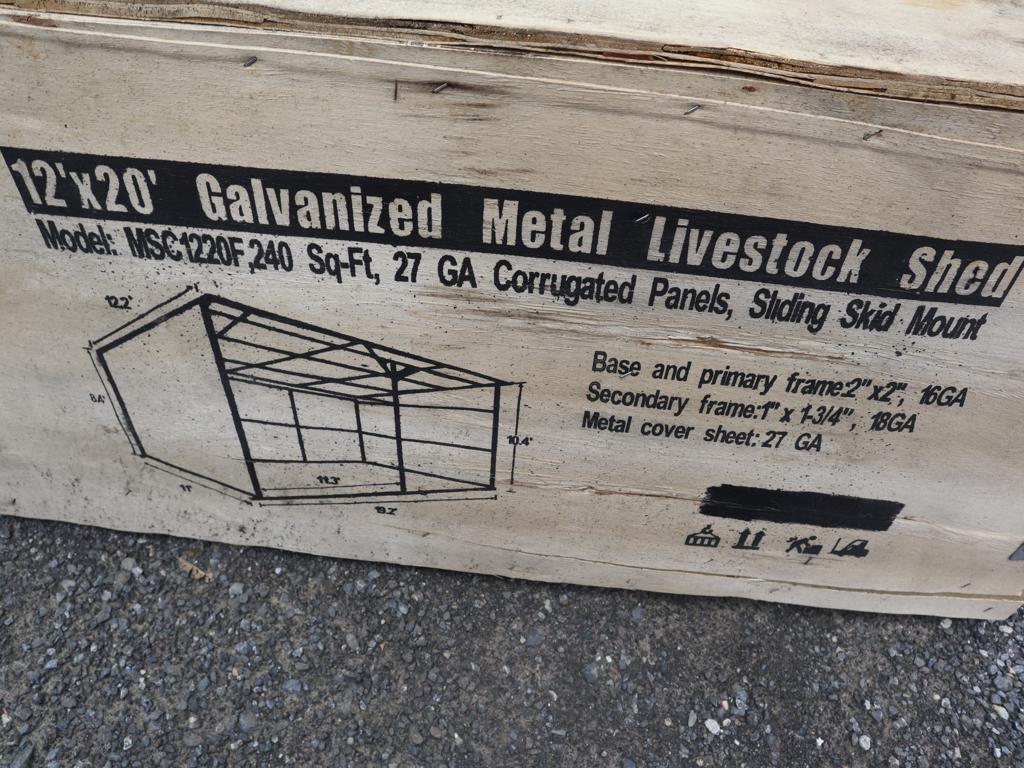 12'x20' Galvanized Metal Livestock Shed
Model: MSC1220F,240 Sq-Ft, 27 GA Corrugated Panels, Sliding Skid Mount
12.2'
8.4'
11'
11.3'
19.2'
10.4'
Base and primary frame:2"x2", 16GA
Secondary frame:1" x 1-3/4", 18GA
Metal cover sheet: 27 GA